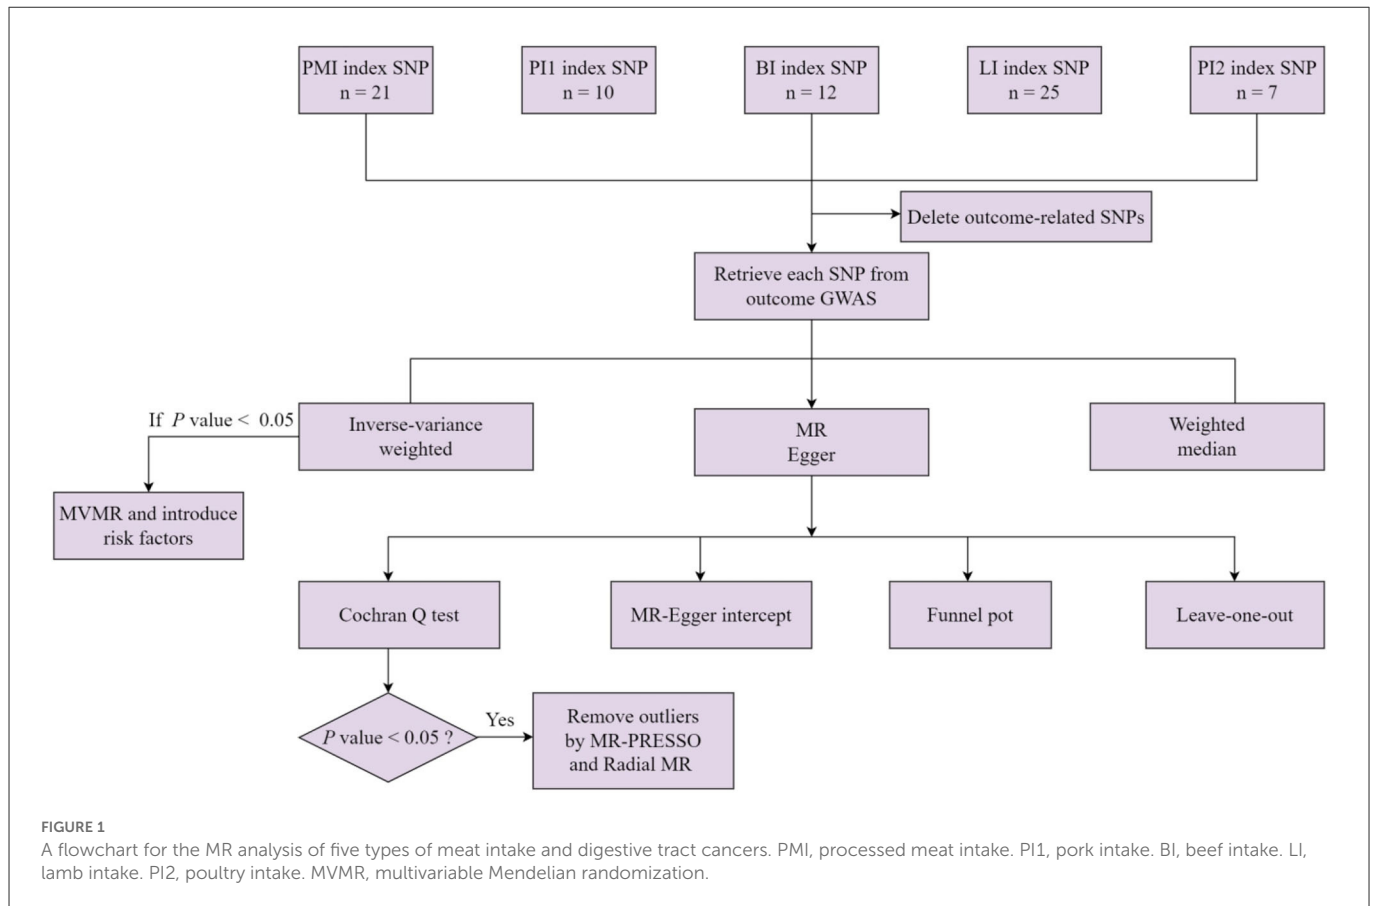 PMI index SNP
n = 21
PI1 index SNP
n = 10
BI index SNP
n = 12
LI index SNP
n = 25
PI2 index SNP
n = 7
Delete outcome-related SNPs
Retrieve each SNP from
outcome GWAS
If P value < 0.05
Inverse-variance
weighted
MR
Egger
Weighted
median
MVMR and introduce
risk factors
Cochran Q test
MR-Egger intercept
Funnel pot
Leave-one-out
P value < 0.05 ?
Yes
Remove outliers
by MR-PRESSO
and Radial MR
FIGURE 1
A flowchart for the MR analysis of five types of meat intake and digestive tract cancers. PMI, processed meat intake. PI1, pork intake. BI, beef intake. LI,
lamb intake. PI2, poultry intake. MVMR, multivariable Mendelian randomization.